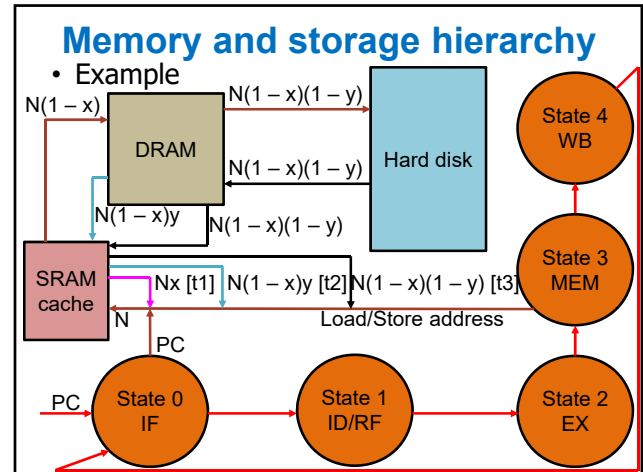 Memory and storage hierarchy
• Example
N(1 – x)
DRAM
N(1 – x)(1 – y)
N(1 – x)(1 – y)
Hard disk
State 4
WB
N(1 – x)y
N(1 – x)(1 – y)
SRAM
cache
Nx [t1]
N(1 – x)y [t2]
N(1 – x)(1 – y) [t3]
State 3
MEM
N
Load/Store address
PC
PC
State 0
IF
State 1
ID/RF
State 2
EX